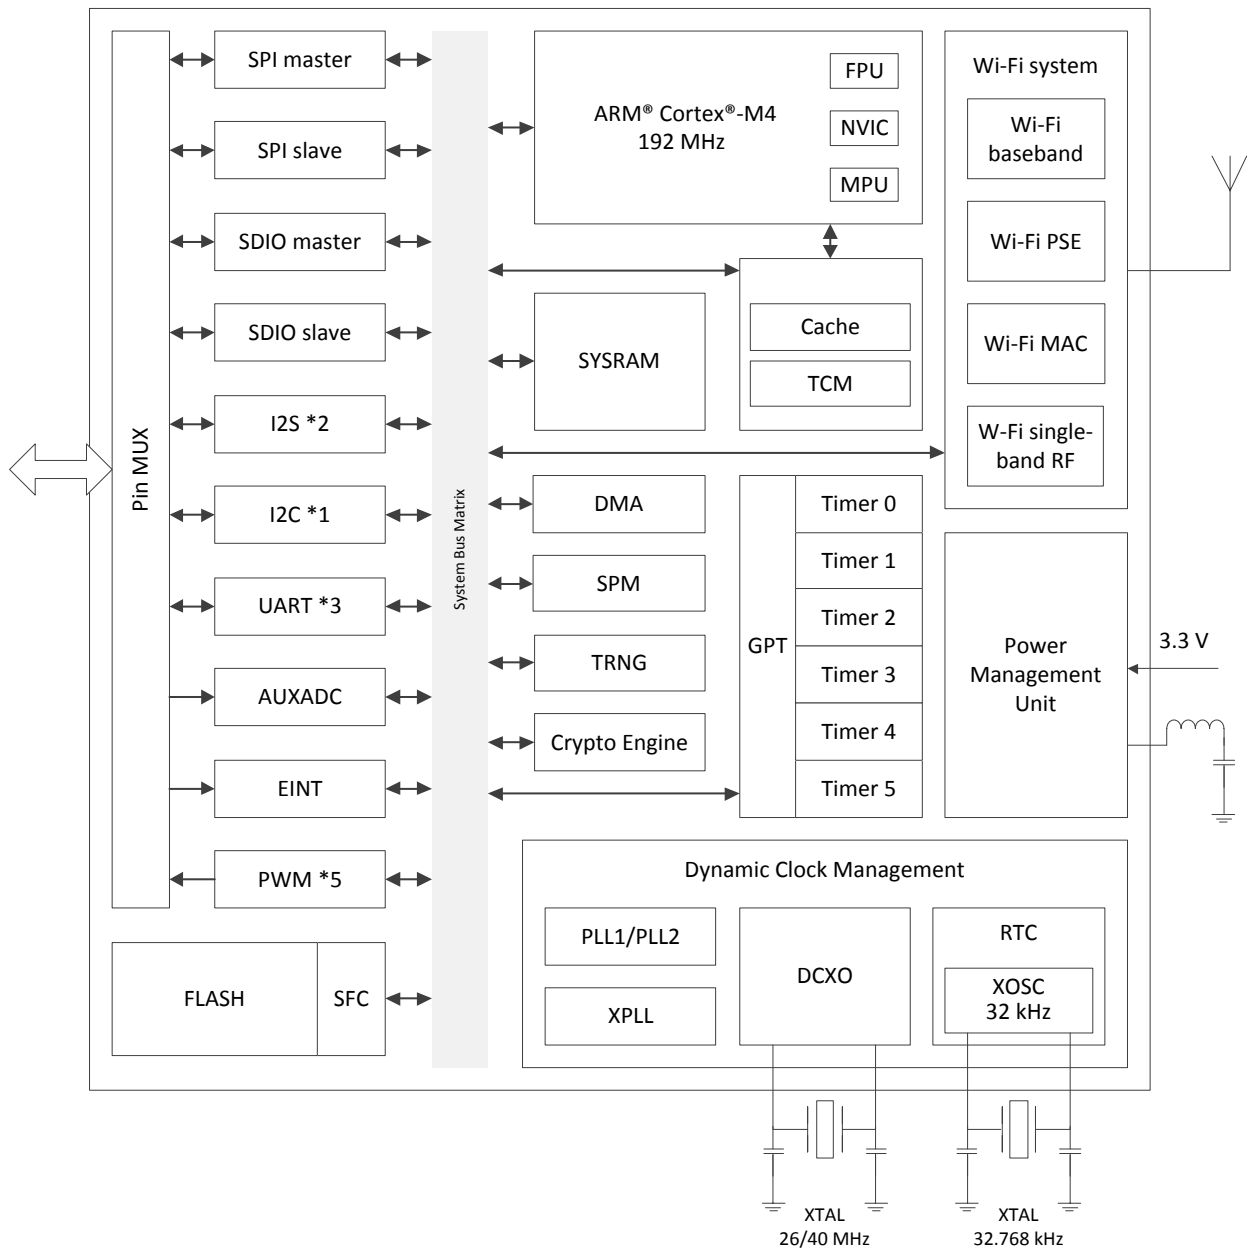 SPI master
SPI slave
SDIO master
SDIO slave
I2S *2
I2C *1
UART *3
AUXADC
EINT
PWM *5
Pin MUX
FLASH
SFC
System Bus Matrix
ARM® Cortex®-M4
192 MHz
FPU
NVIC
MPU
Cache
TCM
SYSRAM
DMA
SPM
TRNG
Crypto Engine
GPT
Timer 0
Timer 1
Timer 2
Timer 3
Timer 4
Timer 5
Wi-Fi system
Wi-Fi
baseband
Wi-Fi PSE
Wi-Fi MAC
W-Fi single-
band RF
Power
Management
Unit
3.3 V
Dynamic Clock Management
PLL1/PLL2
XPLL
DCXO
RTC
XOSC
32 kHz
XTAL
26/40 MHz
XTAL
32.768 kHz